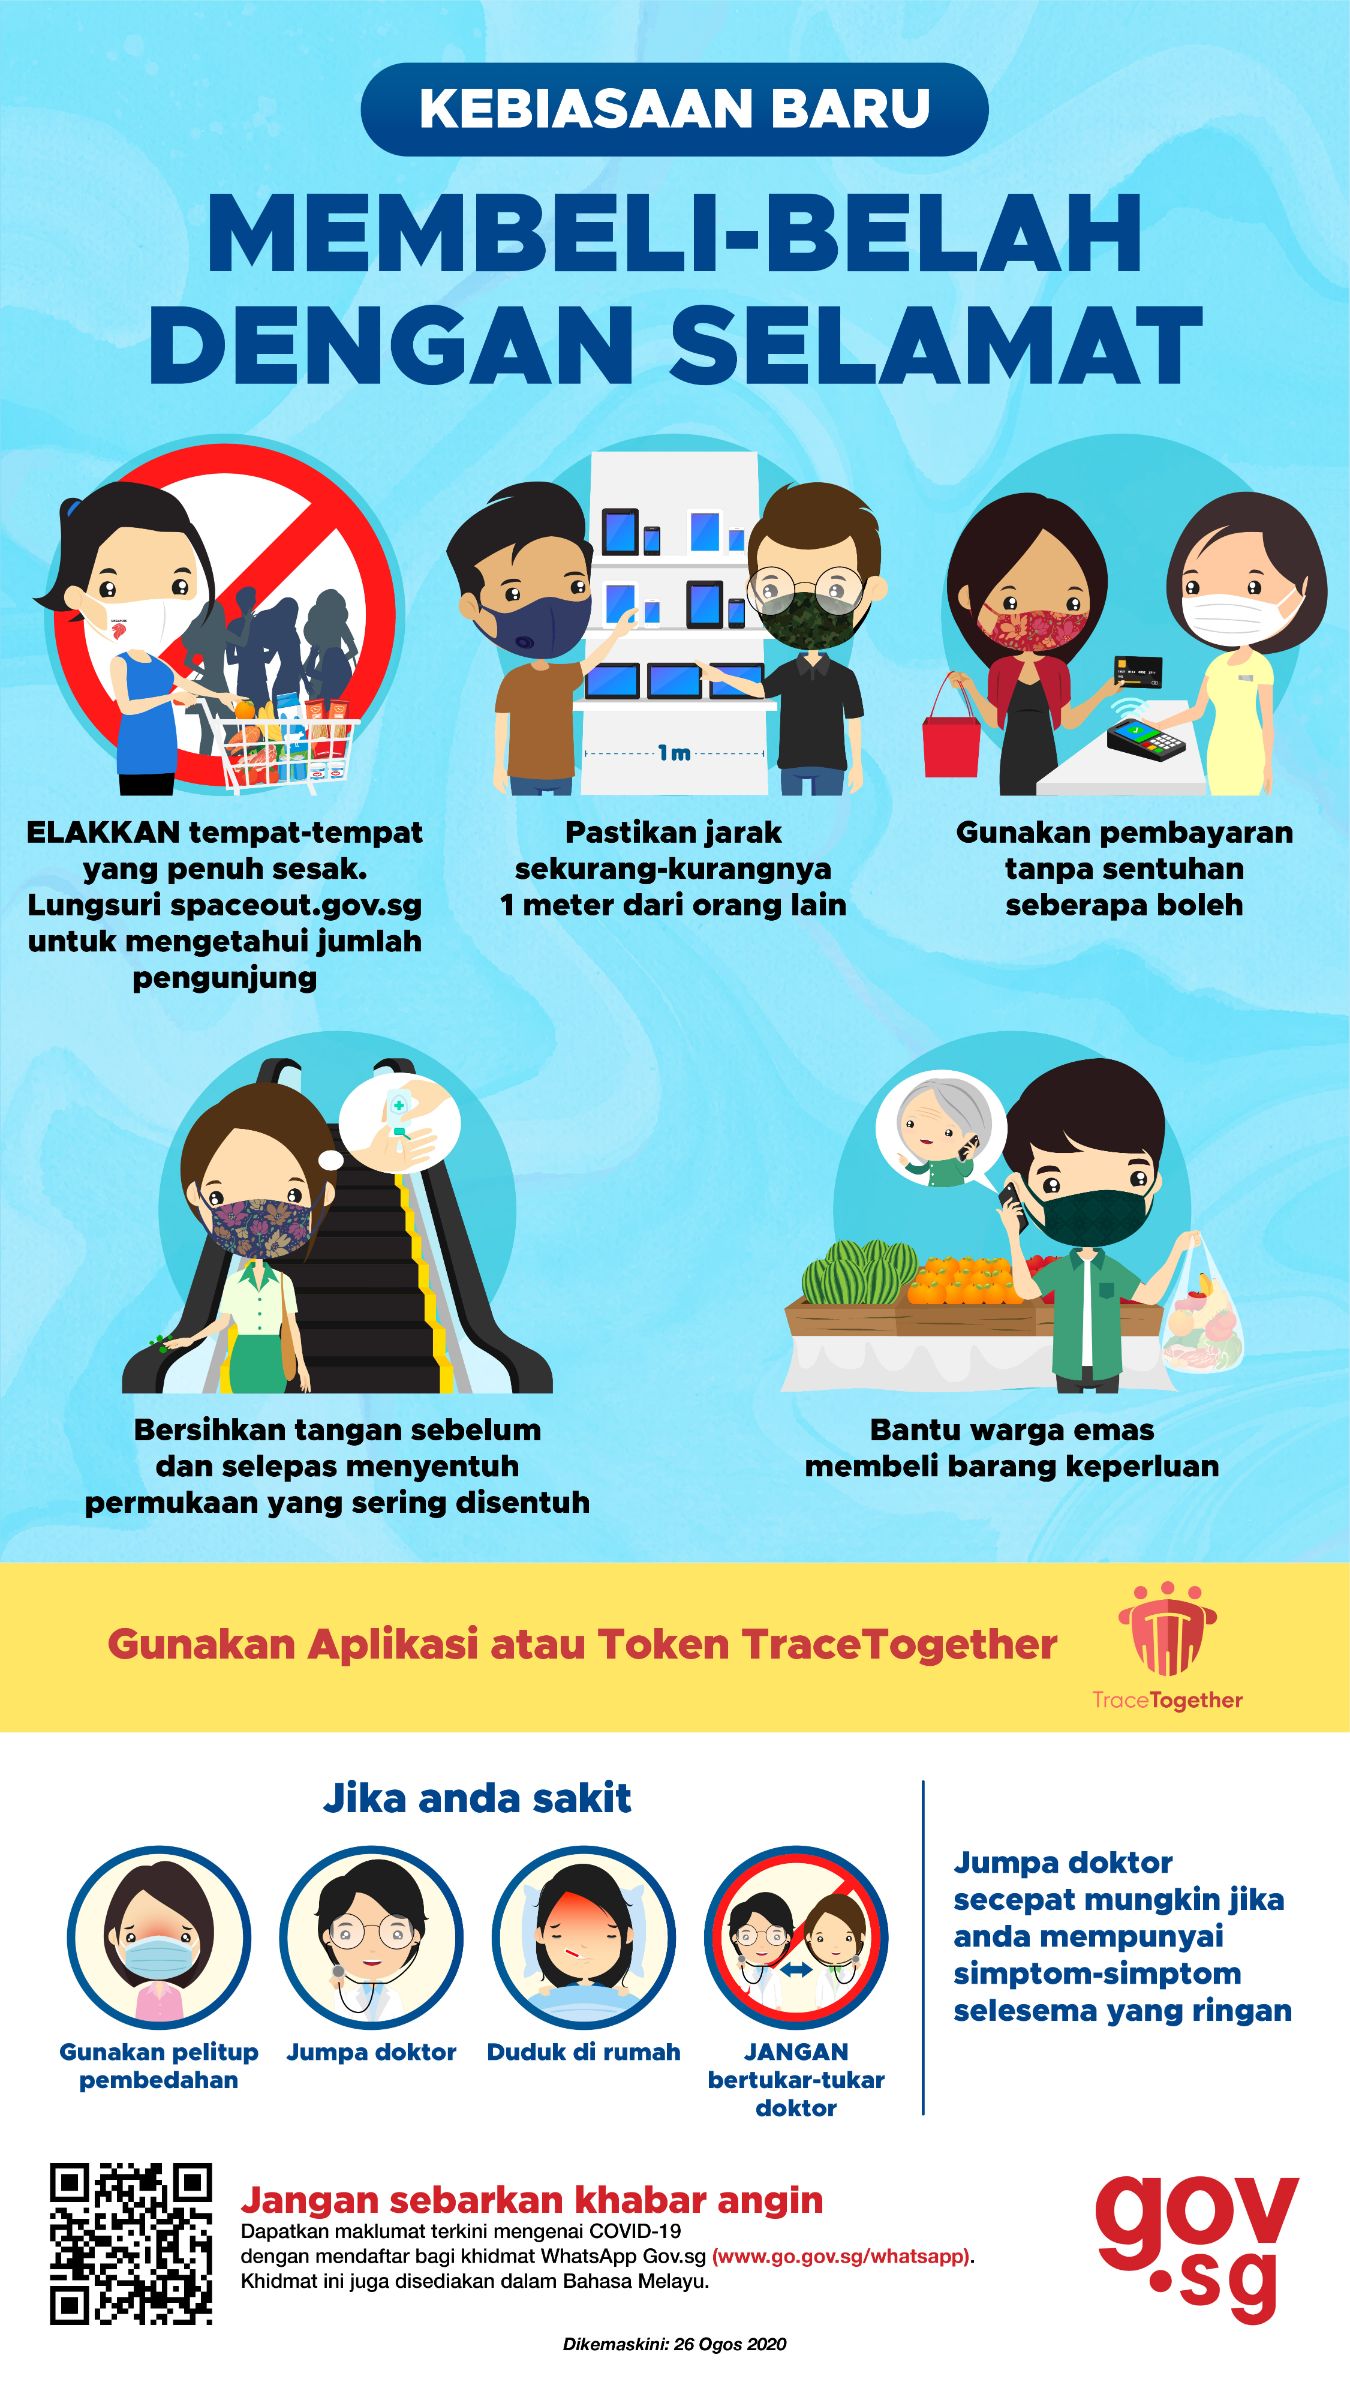 KEBIASAAN BARU
MEMBELI-BELAH
DENGAN SELAMAT
1 m
ELAKKAN tempat-tempat
yang penuh sesak.
Lungsuri spaceout.gov.sg
untuk mengetahui jumlah
pengunjung
Pastikan jarak
sekurang-kurangnya
1 meter dari orang lain
Gunakan pembayaran
tanpa sentuhan
seberapa boleh
Bersihkan tangan sebelum
dan selepas menyentuh
permukaan yang sering disentuh
Bantu warga emas
membeli barang keperluan
Gunakan Aplikasi atau Token TraceTogether
TraceTogether
Jika anda sakit
Gunakan pelitup
pembedahan
Jumpa doktor
Duduk di rumah
JANGAN
bertukar-tukar
doktor
Jumpa doktor
secepat mungkin jika
anda mempunyai
simptom-simptom
selesema yang ringan
Jangan sebarkan khabar angin
Dapatkan maklumat terkini mengenai COVID-19
dengan mendaftar bagi khidmat WhatsApp Gov.sg (www.go.gov.sg/whatsapp).
Khidmat ini juga disediakan dalam Bahasa Melayu.
gov
.sg
Dikemaskini: 26 Ogos 2020